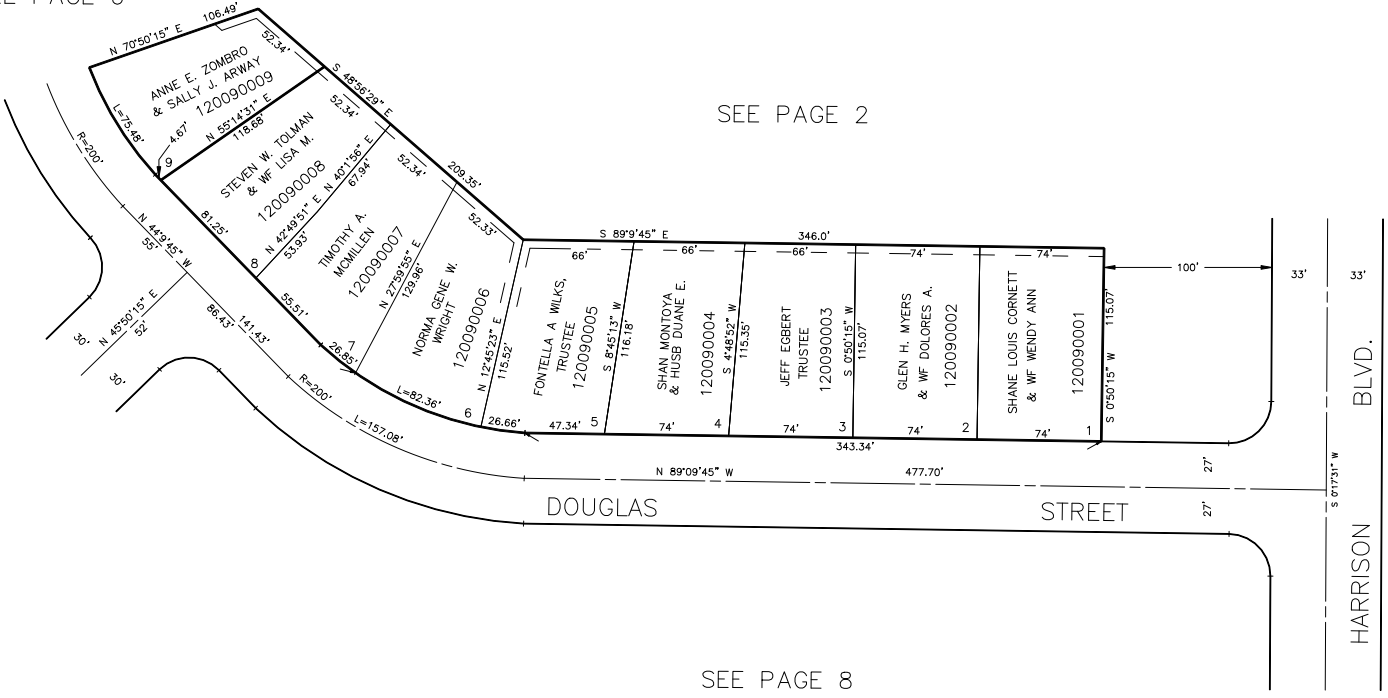 N 70°50'15" E
106.49'
52.34'
ANNE E. ZOMBRO
& SALLY J. ARWAY
120090009
L=75.48'
4.67'
9
N 55°14'31" E
118.68'
S 48°56'29" E
209.35'
52.34'
STEVEN W. TOLMAN
& WF LISA M.
120090008
81.25'
8
N 42°49'51" E
53.93'
N 40°1'56" E
67.94'
52.34'
TIMOTHY A.
MCMILLEN
120090007
55.51'
26.85'
7
N 27°59'55" E
129.96'
52.33'
NORMA GENE W.
WRIGHT
120090006
L=82.36'
6
N 12°45'23" E
115.52'
26.66'
S 89°9'45" E
346.0'
66'
66'
66'
74'
74'
FONTELLA A WILKS,
TRUSTEE
120090005
S 8°45'13" W
116.18'
SHAN MONTOYA
& HUSB DUANE E.
120090004
S 4°48'52" W
115.35'
JEFF EGBERT
TRUSTEE
120090003
S 0°50'15" W
115.07'
GLEN H. MYERS
& WF DOLORES A.
120090002
SHANE LOUIS CORNETT
& WF WENDY ANN
120090001
S 0°50'15" W
115.07'
47.34'
5
74'
4
74'
3
74'
2
74'
1
343.34'
100'
33'
33'
SEE PAGE 2
R=200'
N 44°9'45" W
55'
N 45°50'15" E
52'
30'
30'
86.43'
141.43'
R=200'
L=157.08'
N 89°09'45" W
477.70'
27'
27'
DOUGLAS STREET
S 0°17'31" W
HARRISON BLVD.
SEE PAGE 8